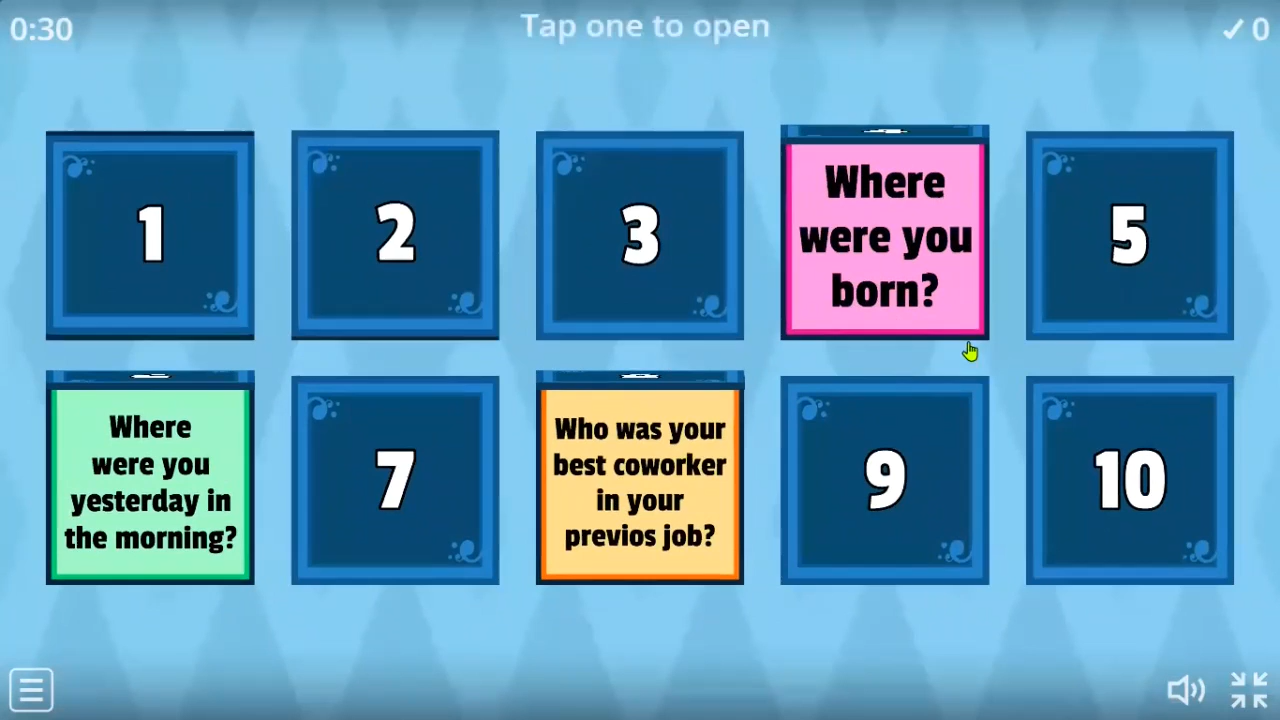 0:30
Tap one to open
✓ 0
1
2
3
Where
were you
born?
5
Where
were you
yesterday in
the morning?
7
Who was your
best coworker
in your
previos job?
9
10